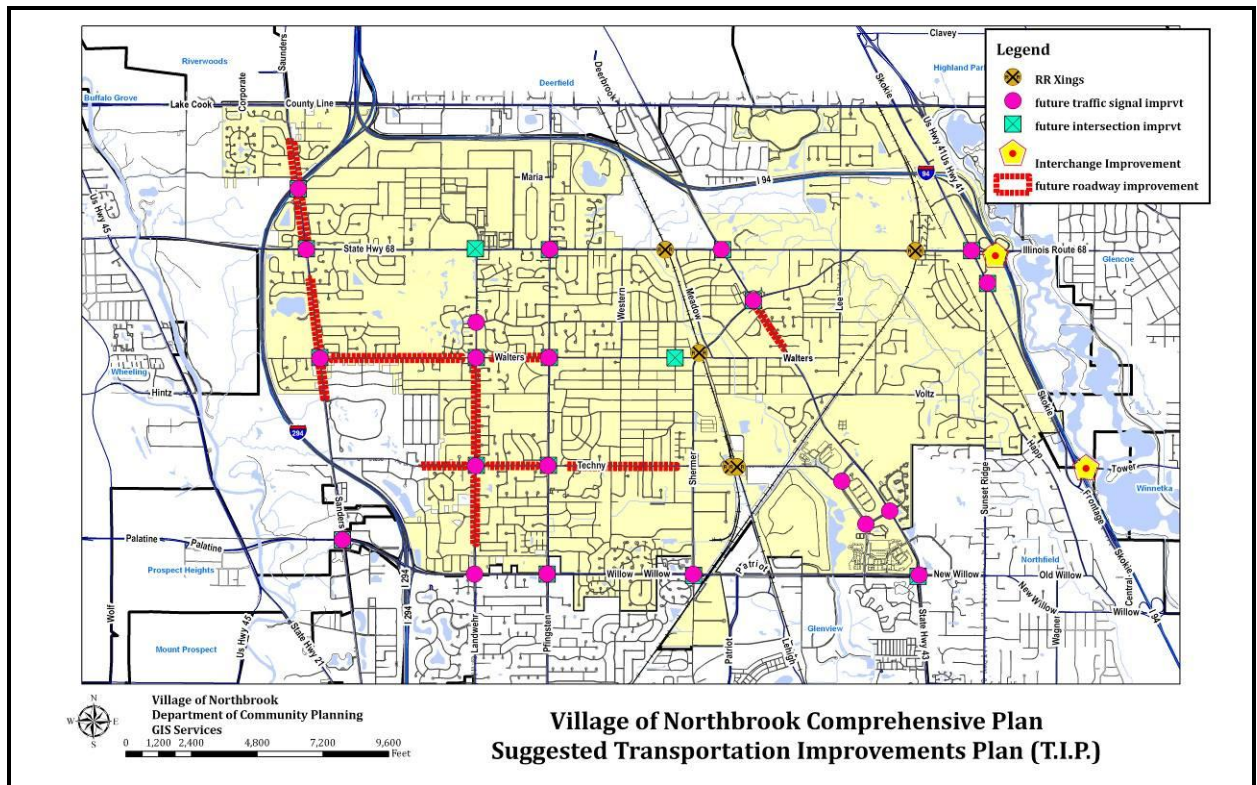 Clavey
Legend
RR Xings
future traffic signal imprvt
future intersection imprvt
Interchange Improvement
future roadway improvement
Riverwoods
Saunders
Corporate
Deerfield
Deerbrook
Skokie
Highland Park
Buffalo Grove
Lake Cook
County Line
Us Hwy 41
Us Hwy 41
Us Hwy 45
Maria
I 94
94
State Hwy 68
Illinois Route 68
Glencoe
Western
Meadow
Lee
Walters
Walters
Wheeling
Hintz
Voltz
294
Skokie
Happ
Techny
Shermer
Sunset Ridge
Tower
Winnetka
Frontage
Sanders
Palatine
Palatine
Prospect Heights
I 294
Willow
Willow
Patriot
New Willow
Northfield
Old Willow
New Willow
Willow
Skokie
Central
I 94
Wolf
Us Hwy 45
State Hwy 21
Landwehr
Pfingsten
Mount Prospect
Patriot
Lehigh
Glenview
State Hwy 43
Wagner
N
W
E
S
Village of Northbrook
Department of Community Planning
GIS Services
0 1,200 2,400 4,800 7,200 9,600
Feet
Village of Northbrook Comprehensive Plan
Suggested Transportation Improvements Plan (T.I.P.)